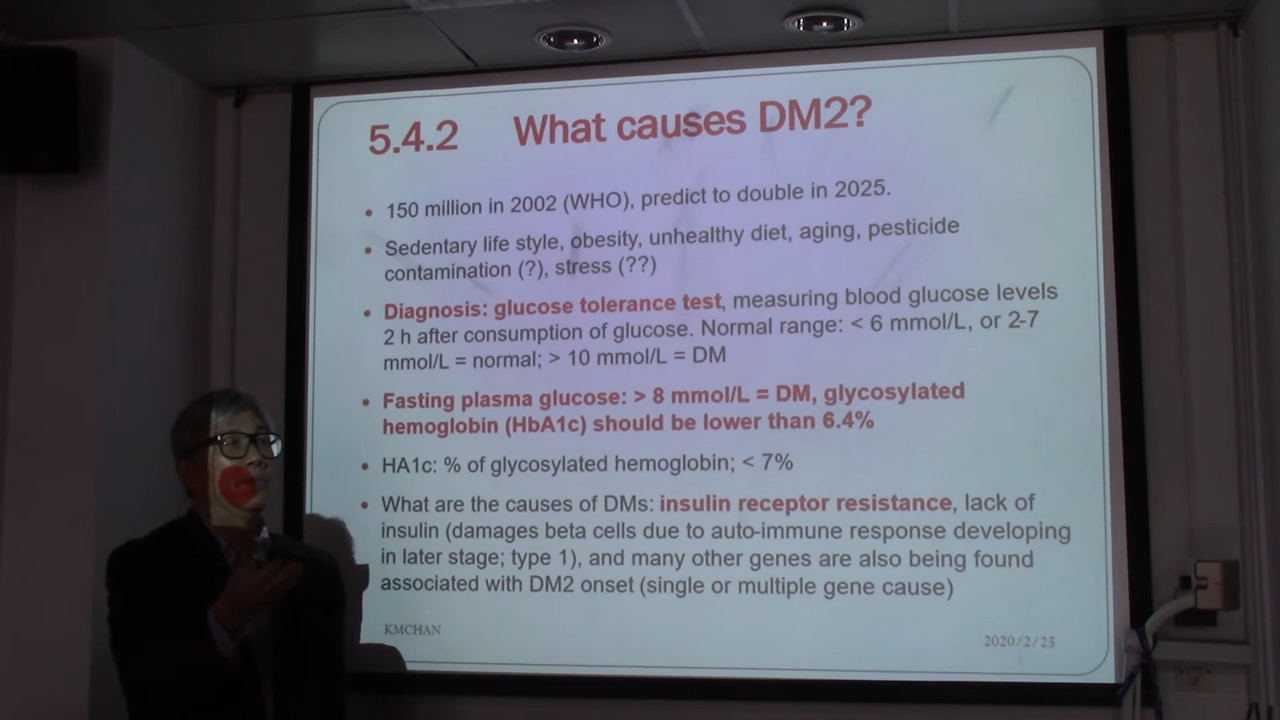 5.4.2 What causes DM2?
• 150 million in 2002 (WHO), predict to double in 2025.
• Sedentary life style, obesity, unhealthy diet, aging, pesticide
contamination (?), stress (??)
• Diagnosis: glucose tolerance test, measuring blood glucose levels
2 h after consumption of glucose. Normal range: < 6 mmol/L, or 2-7
mmol/L = normal; > 10 mmol/L = DM
• Fasting plasma glucose: > 8 mmol/L = DM, glycosylated
hemoglobin (HbA1c) should be lower than 6.4%
• HA1c: % of glycosylated hemoglobin; < 7%
• What are the causes of DMs: insulin receptor resistance, lack of
insulin (damages beta cells due to auto-immune response developing
in later stage; type 1), and many other genes are also being found
associated with DM2 onset (single or multiple gene cause)
KMCHAN
2020/2/25